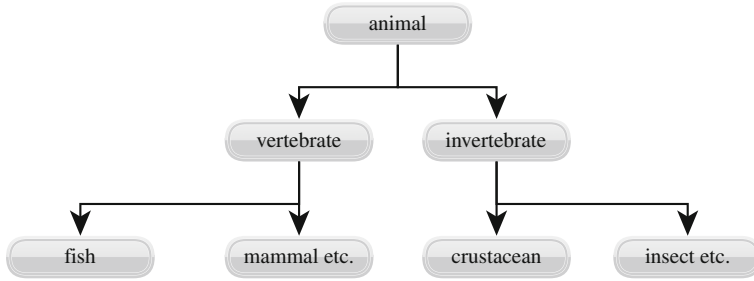 animal
vertebrate
invertebrate
fish
mammal etc.
crustacean
insect etc.